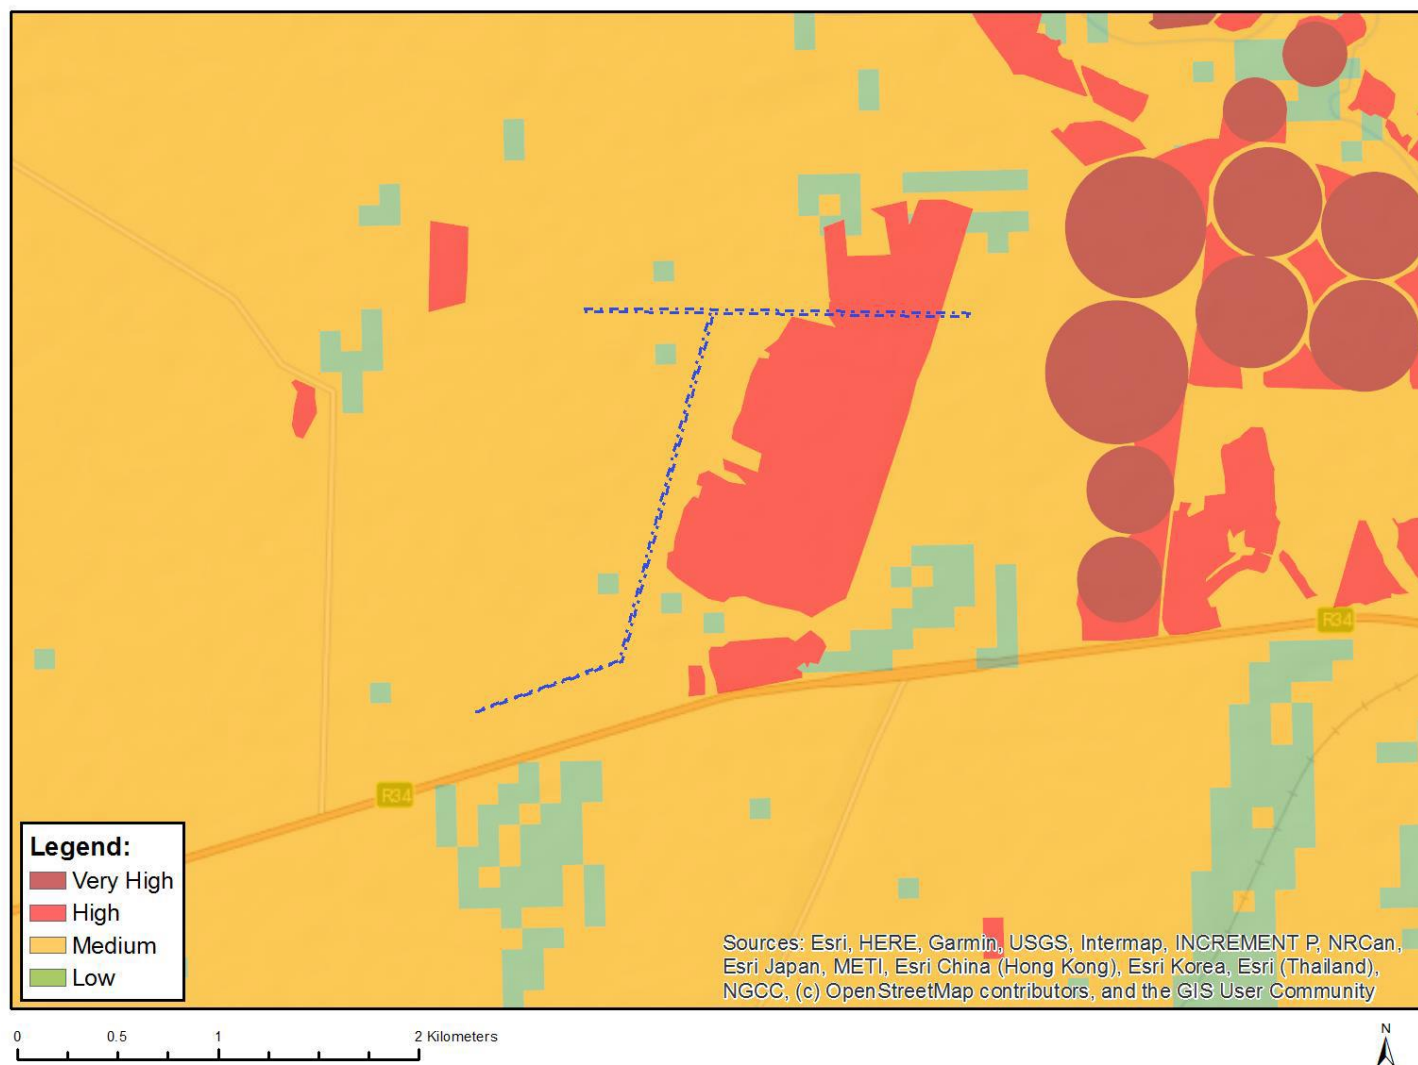 R34
R34
Legend:
Very High
High
Medium
Low
Sources: Esri, HERE, Garmin, USGS, Intermap, INCREMENT P, NRCan,
Esri Japan, METI, Esri China (Hong Kong), Esri Korea, Esri (Thailand),
NGCC, (c) OpenStreetMap contributors, and the GIS User Community
0 0.5 1 2 Kilometers
N